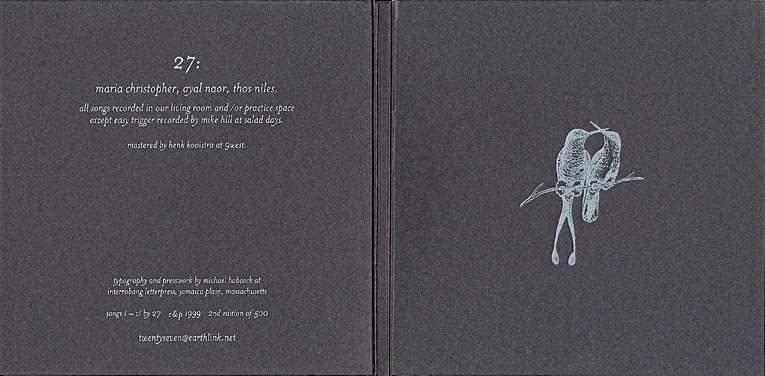 27:
maria christopher, ayal naor, thos niles.
all songs recorded in our living room and/or practice space
except easy trigger recorded by mike hill at salad days.
mastered by henk kooistra at 9west.
typography and presswork by michael babcock at
interrobang letterpress, jamaica plain, massachusetts
songs i ~ vi by 27 c&p 1999 2nd edition of 500
twentyseven@earthlink.net